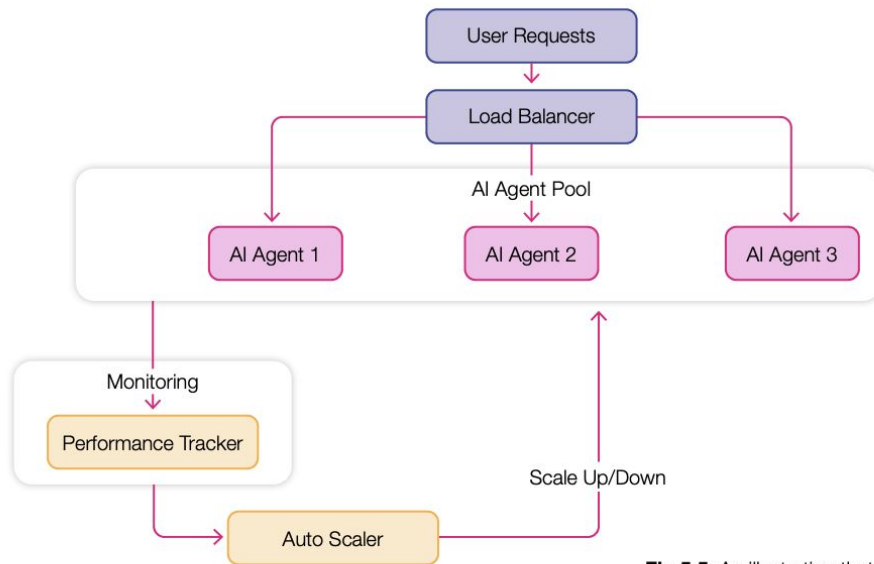 User Requests
Load Balancer
AI Agent Pool
AI Agent 1
AI Agent 2
AI Agent 3
Monitoring
Performance Tracker
Scale Up/Down
Auto Scaler